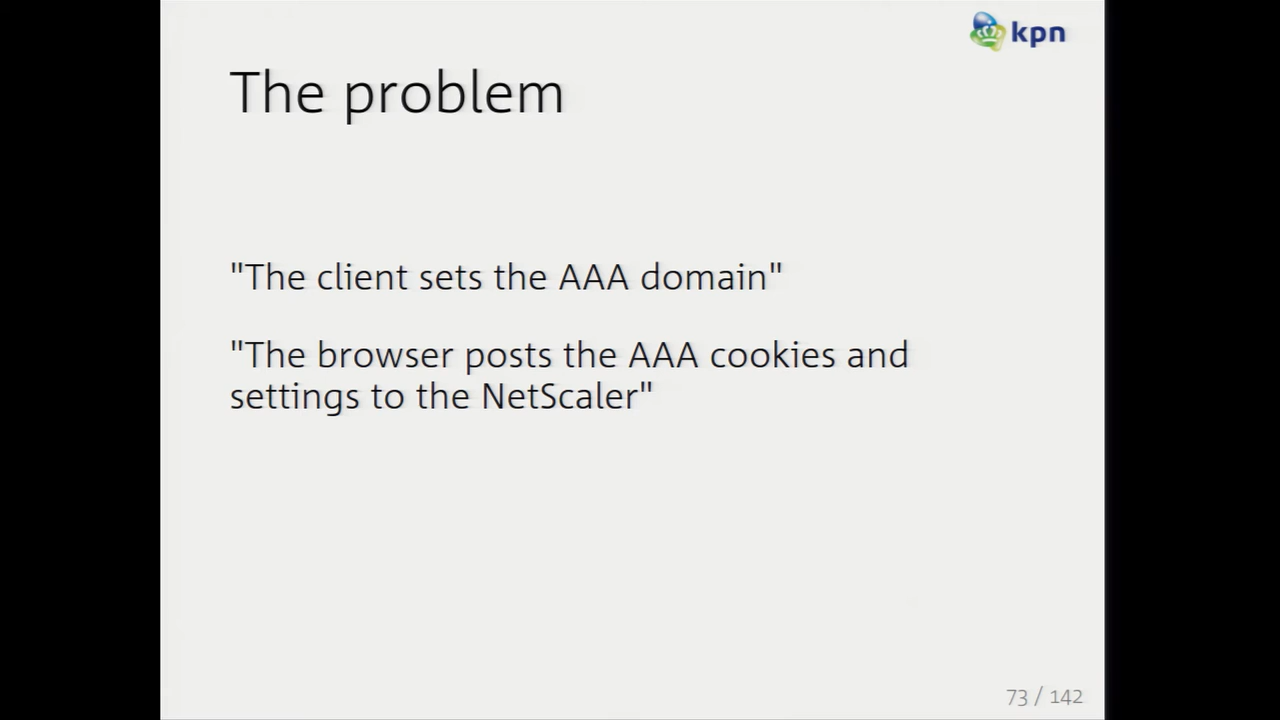 kpn
The problem
"The client sets the AAA domain"
"The browser posts the AAA cookies and
settings to the NetScaler"
73 / 142